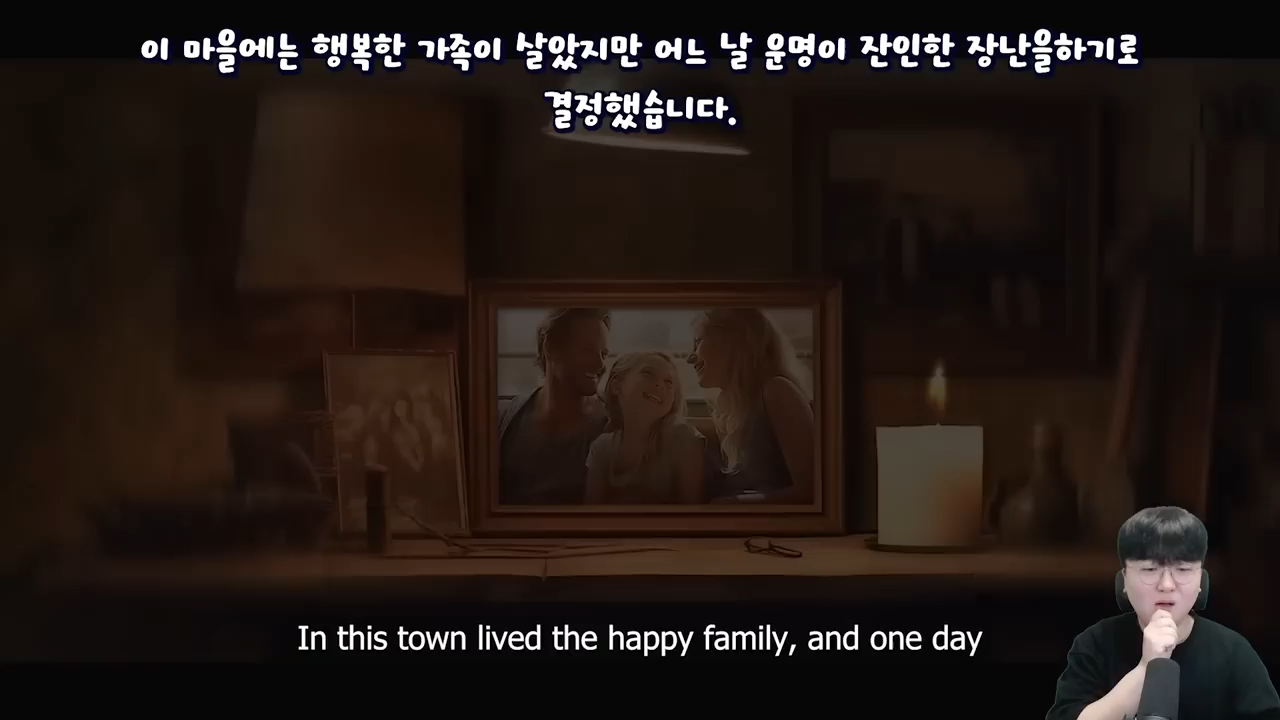 이 마을에는 행복한 가족이 살았지만 어느 날 운명이 잔인한 장난을하기로
결정했습니다.
In this town lived the happy family, and one day